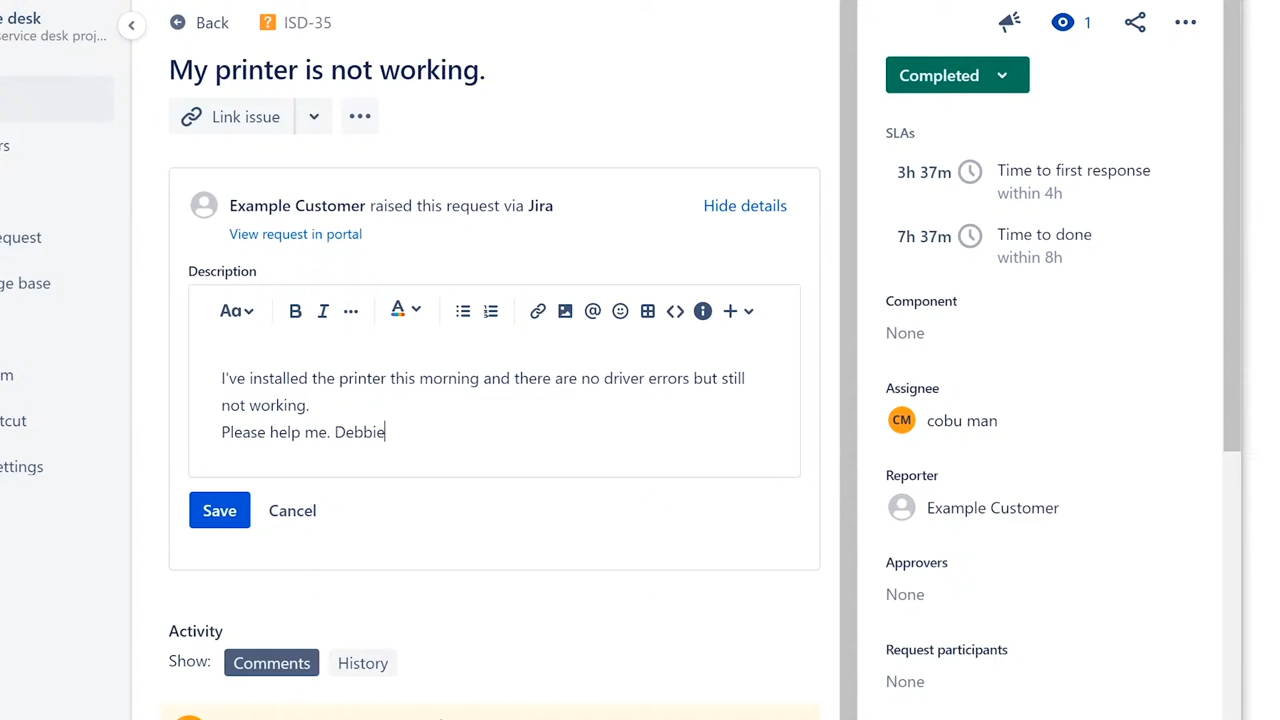 e desk
service desk proj...
rs
equest
ge base
m
tcut
ettings
Back
ISD-35
My printer is not working.
Link issue
Example Customer raised this request via Jira
Hide details
View request in portal
Description
Aa
B I A @ <> i +
I've installed the printer this morning and there are no driver errors but still
not working.
Please help me. Debbie
Save
Cancel
Activity
Show:
Comments
History
1
Completed
SLAs
3h 37m
Time to first response
within 4h
7h 37m
Time to done
within 8h
Component
None
Assignee
CM
cobu man
Reporter
Example Customer
Approvers
None
Request participants
None